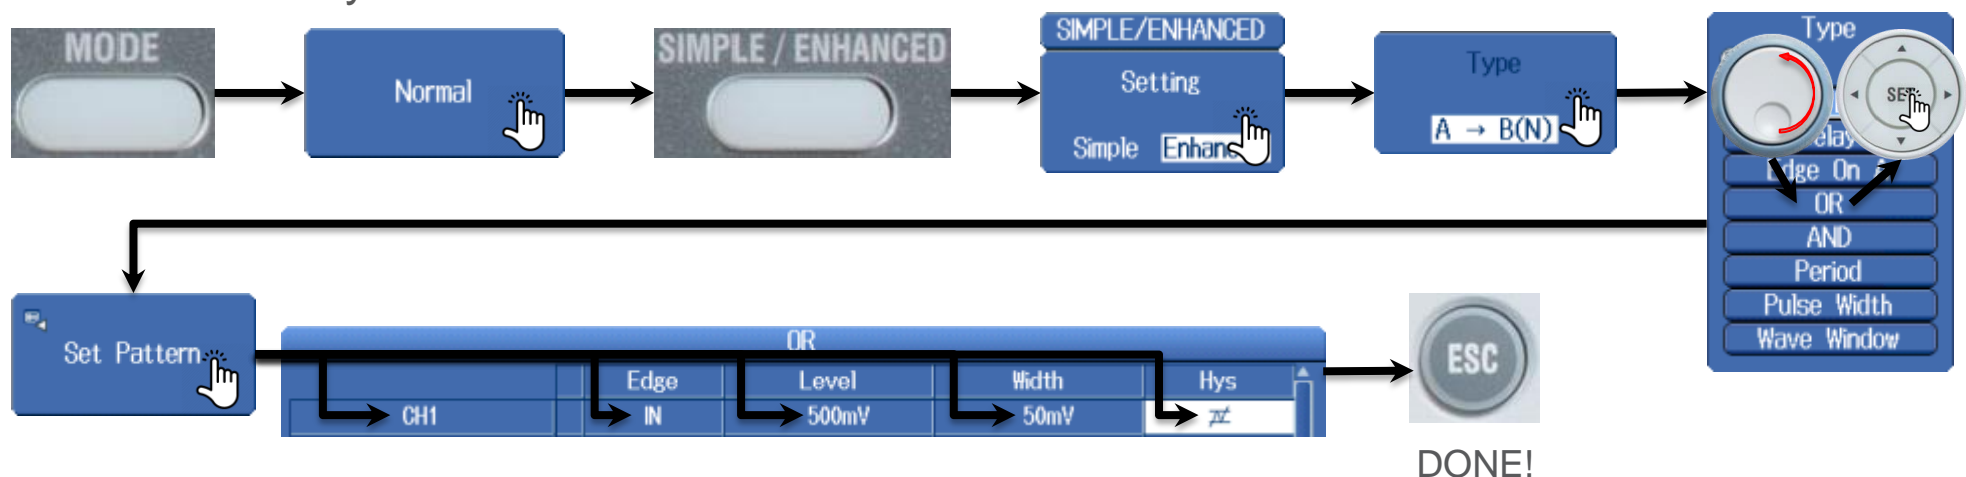 MODE
Normal
SIMPLE / ENHANCED
SIMPLE/ENHANCED
Setting
Simple
Type
A → B(N)
Type
Edge On
OR
AND
Period
Pulse Width
Wave Window
Set Pattern
OR
Edge Level Width Hys
CH1 IN 500mV 50mV
ESC
DONE!